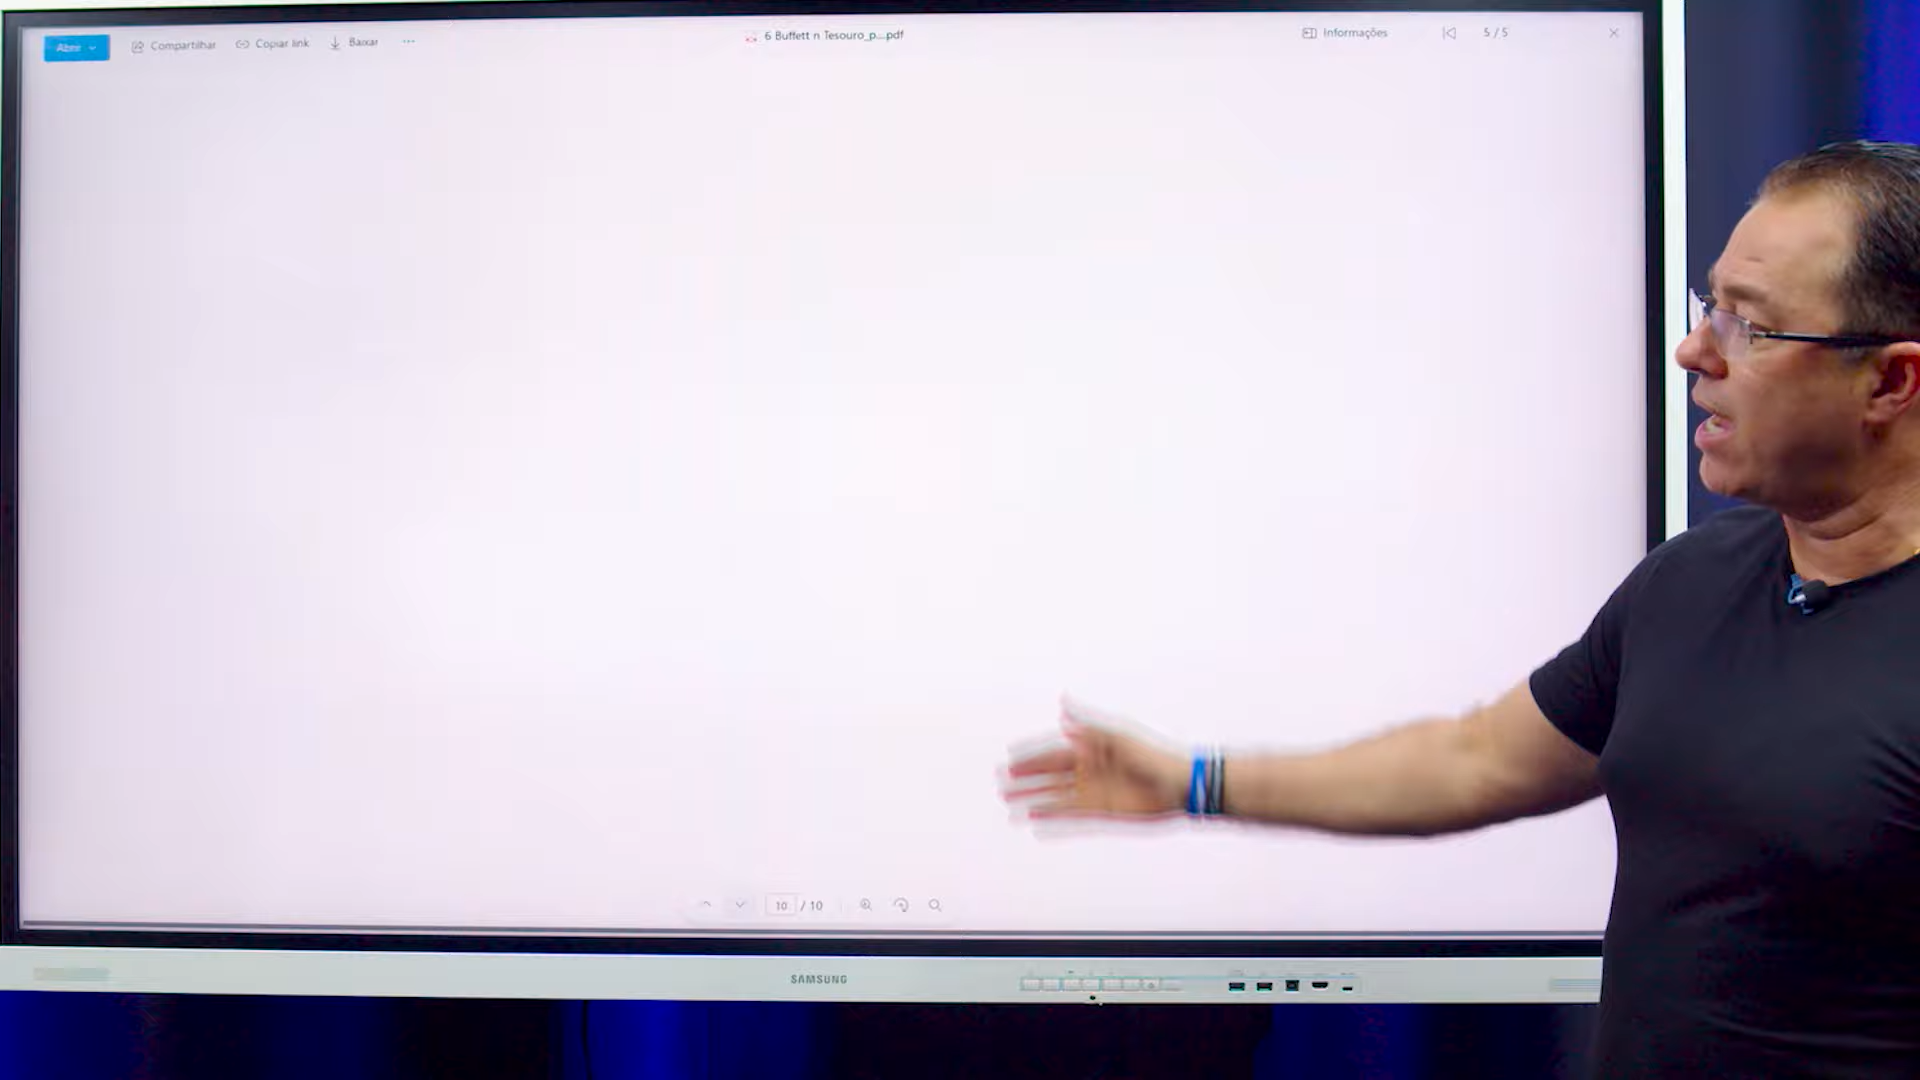 Abrir
Compartilhar
Copiar link
Baixar
6 Buffett n Tesouro_p...pdf
Informações
5 / 5
10 / 10
SAMSUNG